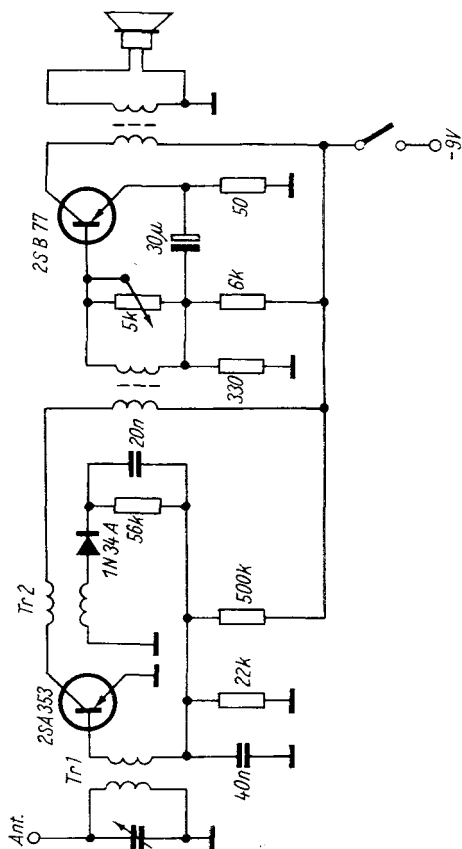 Ant.
Tr1
2SA353
Tr2
40n
22k
500k
1N34A
56k
20n
330
5k
6k
30μ
2SB77
50
-9V